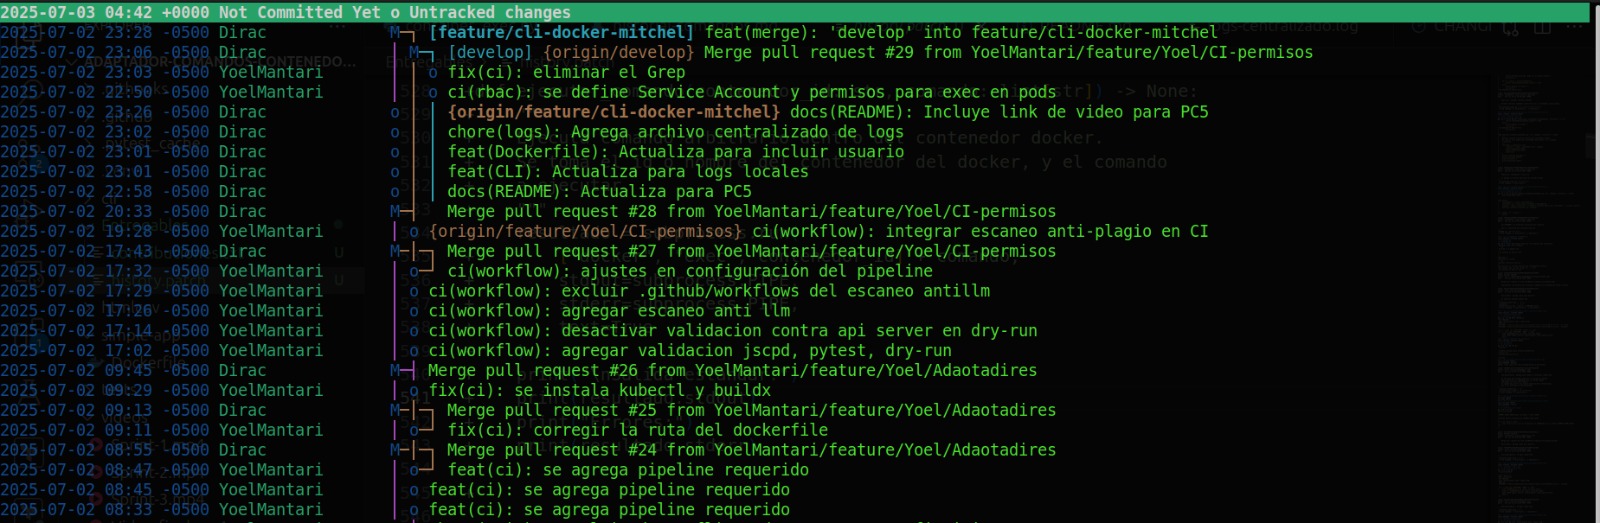 2025-07-03 04:42 +0000 Not Committed Yet o Untracked changes
2025-07-02 23:28 -0500 Dirac M [feature/cli-docker-mitchel] feat(merge): 'develop' into feature/cli-docker-mitchel
2025-07-02 23:06 -0500 Dirac M [develop] {origin/develop} Merge pull request #29 from YoelMantari/feature/Yoel/CI-permisos
2025-07-02 23:03 -0500 YoelMantari o fix(ci): eliminar el Grep
2025-07-02 22:50 -0500 YoelMantari o ci(rbac): se define Service Account y permisos para exec en pods
2025-07-02 23:26 -0500 Dirac o {origin/feature/cli-docker-mitchel} docs(README): Incluye link de video para PC5
2025-07-02 23:02 -0500 Dirac o chore(logs): Agrega archivo centralizado de logs
2025-07-02 23:01 -0500 Dirac o feat(Dockerfile): Actualiza para incluir usuario
2025-07-02 23:01 -0500 Dirac o feat(CLI): Actualiza para logs locales
2025-07-02 22:58 -0500 Dirac o docs(README): Actualiza para PC5
2025-07-02 20:33 -0500 Dirac M Merge pull request #28 from YoelMantari/feature/Yoel/CI-permisos
2025-07-02 19:28 -0500 YoelMantari o {origin/feature/Yoel/CI-permisos} ci(workflow): integrar escaneo anti-plagio en CI
2025-07-02 17:43 -0500 Dirac M Merge pull request #27 from YoelMantari/feature/Yoel/CI-permisos
2025-07-02 17:32 -0500 YoelMantari o ci(workflow): ajustes en configuración del pipeline
2025-07-02 17:29 -0500 YoelMantari o ci(workflow): excluir .github/workflows del escaneo antillm
2025-07-02 17:26 -0500 YoelMantari o ci(workflow): agregar escaneo anti llm
2025-07-02 17:14 -0500 YoelMantari o ci(workflow): desactivar validacion contra api server en dry-run
2025-07-02 17:02 -0500 YoelMantari o ci(workflow): agregar validacion jscpd, pytest, dry-run
2025-07-02 09:45 -0500 Dirac M Merge pull request #26 from YoelMantari/feature/Yoel/Adaotadires
2025-07-02 09:29 -0500 YoelMantari o fix(ci): se instala kubectl y buildx
2025-07-02 09:13 -0500 Dirac M Merge pull request #25 from YoelMantari/feature/Yoel/Adaotadires
2025-07-02 09:11 -0500 YoelMantari o fix(ci): corregir la ruta del dockerfile
2025-07-02 08:55 -0500 Dirac M Merge pull request #24 from YoelMantari/feature/Yoel/Adaotadires
2025-07-02 08:47 -0500 YoelMantari o feat(ci): se agrega pipeline requerido
2025-07-02 08:45 -0500 YoelMantari o feat(ci): se agrega pipeline requerido
2025-07-02 08:33 -0500 YoelMantari o feat(ci): se agrega pipeline requerido